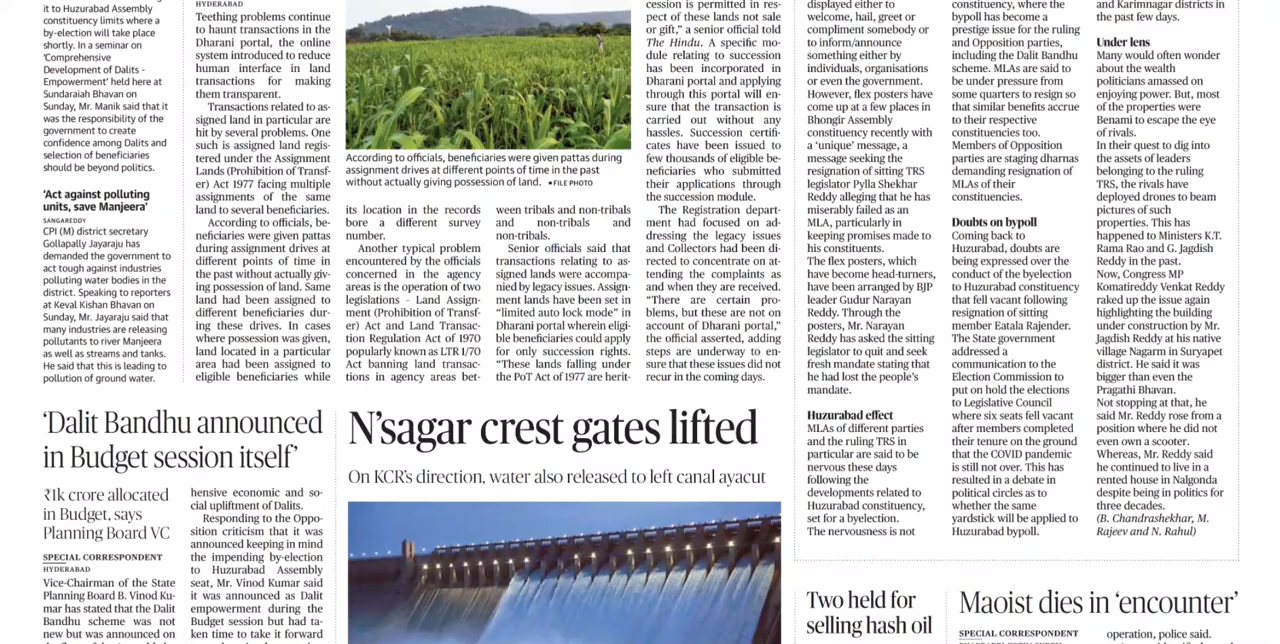 it to Huzurabad Assembly
constituency limits where a
by-election will take place
shortly. In a seminar on
‘Comprehensive
Development of Dalits -
Empowerment’ held here at
Sundaraiah Bhavan on
Sunday, Mr. Manik said that it
was the responsibility of the
government to create
confidence among Dalits and
selection of beneficiaries
should be beyond politics.
‘Act against polluting
units, save Manjeera’
SANGAREDDY
CPI (M) district secretary
Gollapally Jayaraju has
demanded the government to
act tough against industries
polluting water bodies in the
district. Speaking to reporters
at Keval Kishan Bhavan on
Sunday, Mr. Jayaraju said that
many industries are releasing
pollutants to river Manjeera
as well as streams and tanks.
He said that this is leading to
pollution of ground water.
HYDERABAD
Teething problems continue
to haunt transactions in the
Dharani portal, the online
system introduced to reduce
human interface in land
transactions for making
them transparent.
Transactions related to as-
signed land in particular are
hit by several problems. One
such is assigned land regis-
tered under the Assignment
Lands (Prohibition of Transf-
er) Act 1977 facing multiple
assignments of the same
land to several beneficiaries.
According to officials, be-
neficiaries were given pattas
during assignment drives at
different points of time in
the past without actually giv-
ing possession of land. Same
land had been assigned to
different beneficiaries dur-
ing these drives. In cases
where possession was given,
land located in a particular
area had been assigned to
eligible beneficiaries while
According to officials, beneficiaries were given pattas during
assignment drives at different points of time in the past
without actually giving possession of land. ▪FILE PHOTO
its location in the records
bore a different survey
number.
Another typical problem
encountered by the officials
concerned in the agency
areas is the operation of two
legislations – Land Assign-
ment (Prohibition of Transf-
er) Act and Land Transac-
tion Regulation Act of 1970
popularly known as LTR 1/70
Act banning land transac-
tions in agency areas bet-
ween tribals and non-tribals
and non-tribals and
non-tribals.
Senior officials said that
transactions relating to as-
signed lands were accompa-
nied by legacy issues. Assign-
ment lands have been set in
“limited auto lock mode” in
Dharani portal wherein eligi-
ble beneficiaries could apply
for only succession rights.
“These lands falling under
the PoT Act of 1977 are herit-
cession is permitted in res-
pect of these lands not sale
or gift,” a senior official told
The Hindu. A specific mo-
dule relating to succession
has been incorporated in
Dharani portal and applying
through this portal will en-
sure that the transaction is
carried out without any
hassles. Succession certifi-
cates have been issued to
few thousands of eligible be-
neficiaries who submitted
their applications through
the succession module.
The Registration depart-
ment had focused on ad-
dressing the legacy issues
and Collectors had been di-
rected to concentrate on at-
tending the complaints as
and when they are received.
“There are certain pro-
blems, but these are not on
account of Dharani portal,”
the official asserted, adding
steps are underway to en-
sure that these issues did not
recur in the coming days.
displayed either to
welcome, hail, greet or
compliment somebody or
to inform/announce
something either by
individuals, organisations
or even the government.
However, flex posters have
come up at a few places in
Bhongir Assembly
constituency recently with
a ‘unique’ message, a
message seeking the
resignation of sitting TRS
legislator Pylla Shekhar
Reddy alleging that he has
miserably failed as an
MLA, particularly in
keeping promises made to
his constituents.
The flex posters, which
have become head-turners,
have been arranged by BJP
leader Gudur Narayan
Reddy. Through the
posters, Mr. Narayan
Reddy has asked the sitting
legislator to quit and seek
fresh mandate stating that
he had lost the people’s
mandate.
Huzurabad effect
MLAs of different parties
and the ruling TRS in
particular are said to be
nervous these days
following the
developments related to
Huzurabad constituency,
set for a byelection.
The nervousness is not
constituency, where the
bypoll has become a
prestige issue for the ruling
and Opposition parties,
including the Dalit Bandhu
scheme. MLAs are said to
be under pressure from
some quarters to resign so
that similar benefits accrue
to their respective
constituencies too.
Members of Opposition
parties are staging dharnas
demanding resignation of
MLAs of their
constituencies.
Doubts on bypoll
Coming back to
Huzurabad, doubts are
being expressed over the
conduct of the byelection
to Huzurabad constituency
that fell vacant following
resignation of sitting
member Eatala Rajender.
The State government
addressed a
communication to the
Election Commission to
put on hold the elections
to Legislative Council
where six seats fell vacant
after members completed
their tenure on the ground
that the COVID pandemic
is still not over. This has
resulted in a debate in
political circles as to
whether the same
yardstick will be applied to
Huzurabad bypoll.
and Karimnagar districts in
the past few days.
Under lens
Many would often wonder
about the wealth
politicians amassed on
enjoying power. But, most
of the properties were
Benami to escape the eye
of rivals.
In their quest to dig into
the assets of leaders
belonging to the ruling
TRS, the rivals have
deployed drones to beam
pictures of such
properties. This has
happened to Ministers K.T.
Rama Rao and G. Jagdish
Reddy in the past.
Now, Congress MP
Komatireddy Venkat Reddy
raked up the issue again
highlighting the building
under construction by Mr.
Jagdish Reddy at his native
village Nagarm in Suryapet
district. He said it was
bigger than even the
Pragathi Bhavan.
Not stopping at that, he
said Mr. Reddy rose from a
position where he did not
even own a scooter.
Whereas, Mr. Reddy said
he continued to live in a
rented house in Nalgonda
despite being in politics for
three decades.
(B. Chandrashekhar, M.
Rajeev and N. Rahul)
‘Dalit Bandhu announced
in Budget session itself’
₹1k crore allocated
in Budget, says
Planning Board VC
SPECIAL CORRESPONDENT
HYDERABAD
Vice-Chairman of the State
Planning Board B. Vinod Ku-
mar has stated that the Dalit
Bandhu scheme was not
new but was announced on
hensive economic and so-
cial upliftment of Dalits.
Responding to the Oppo-
sition criticism that it was
announced keeping in mind
the impending by-election
to Huzurabad Assembly
seat, Mr. Vinod Kumar said
it was announced as Dalit
empowerment during the
Budget session but had ta-
ken time to take it forward
N’sagar crest gates lifted
On KCR’s direction, water also released to left canal ayacut
Two held for
selling hash oil
Maoist dies in ‘encounter’
SPECIAL CORRESPONDENT
operation, police said.